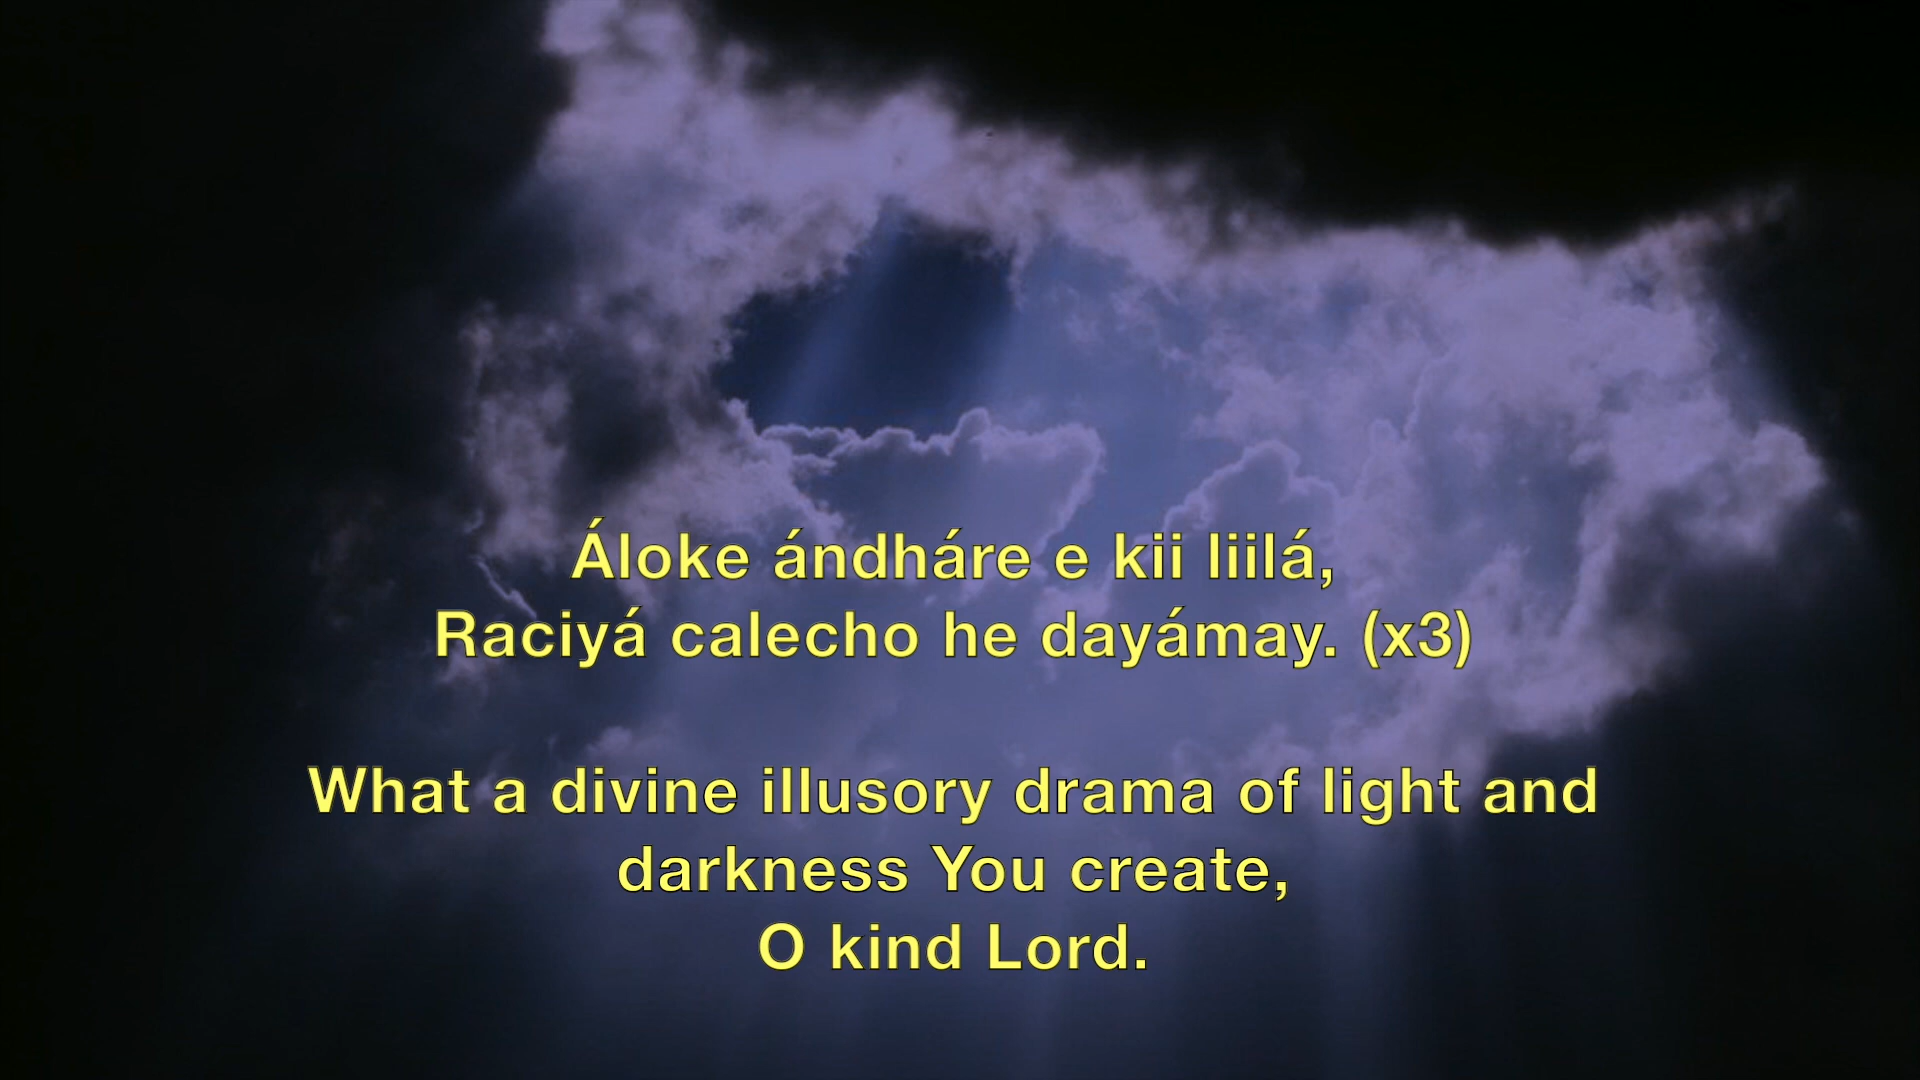 Áloke ándháre e kii liilá,
Raciyá calecho he dayámay. (x3)
What a divine illusory drama of light and
darkness You create,
O kind Lord.